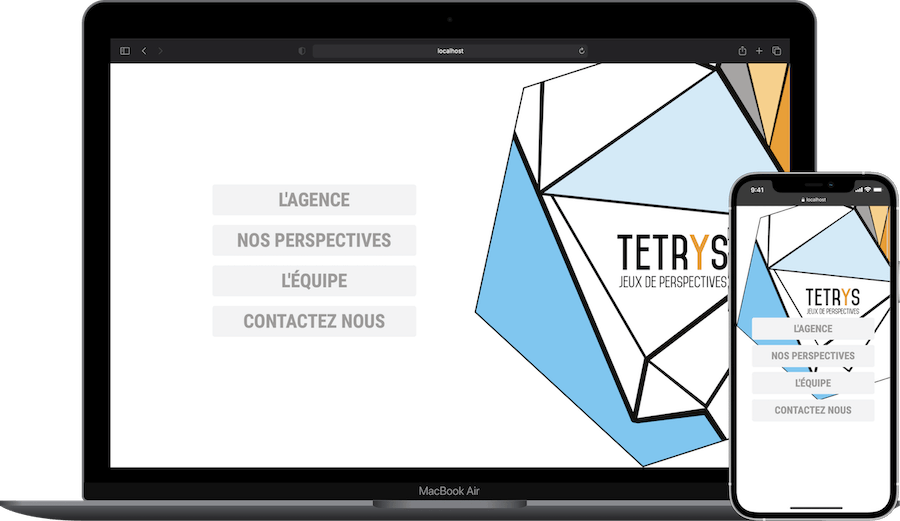 localhost
L'AGENCE
NOS PERSPECTIVES
L'ÉQUIPE
CONTACTEZ NOUS
TETRYS
JEUX DE PERSPECTIVES
MacBook Air
9:41
localhost
TETRYS
JEUX DE PERSPECTIVES
L'AGENCE
NOS PERSPECTIVES
L'ÉQUIPE
CONTACTEZ NOUS